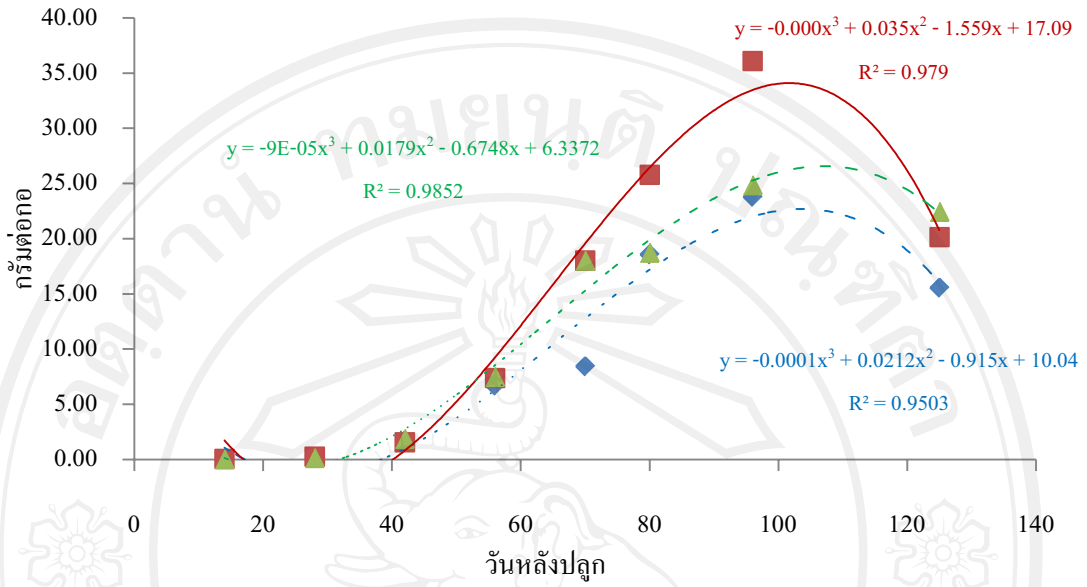 40.00
35.00
30.00
25.00
20.00
15.00
10.00
5.00
0.00
กรัมต่อกอ
y = -0.000x³ + 0.035x² - 1.559x + 17.09
R² = 0.979
y = -9E-05x³ + 0.0179x² - 0.6748x + 6.3372
R² = 0.9852
y = -0.0001x³ + 0.0212x² - 0.915x + 10.04
R² = 0.9503
0 20 40 60 80 100 120 140
วันหลังปลูก